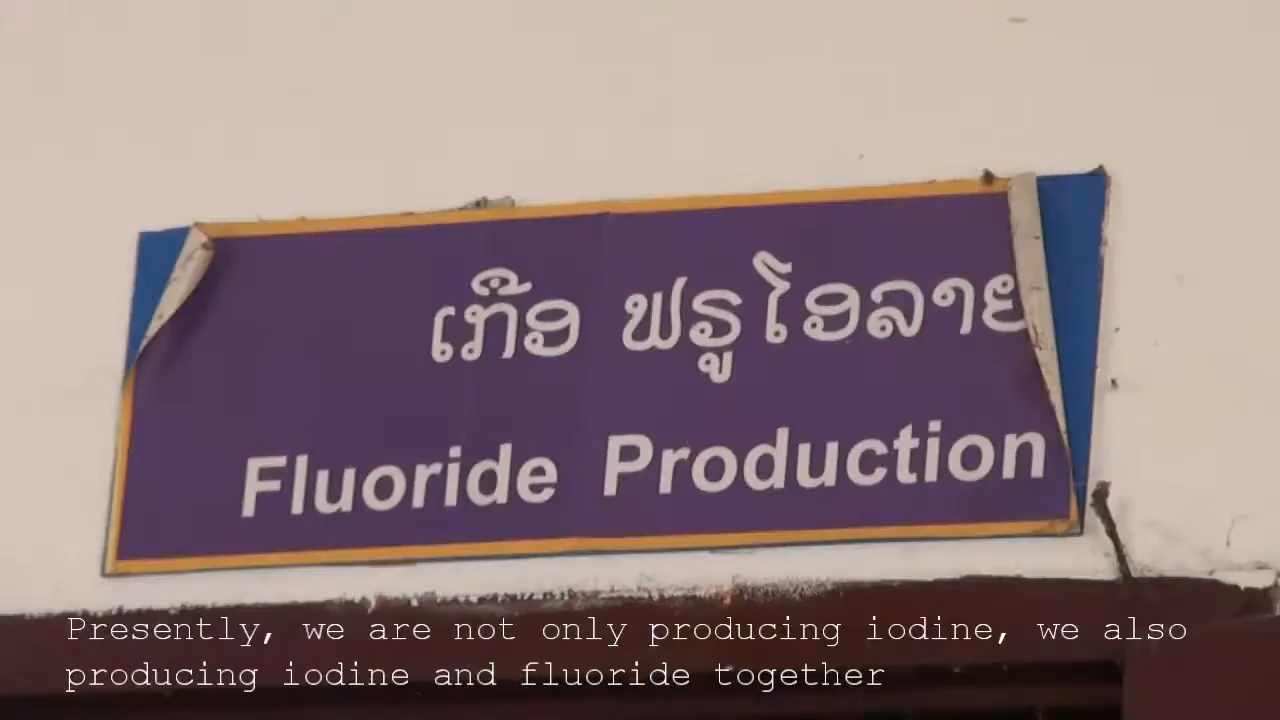 ເກືອ ຟຣູໂອລາຍ
Fluoride Production
Presently, we are not only producing iodine, we also
producing iodine and fluoride together